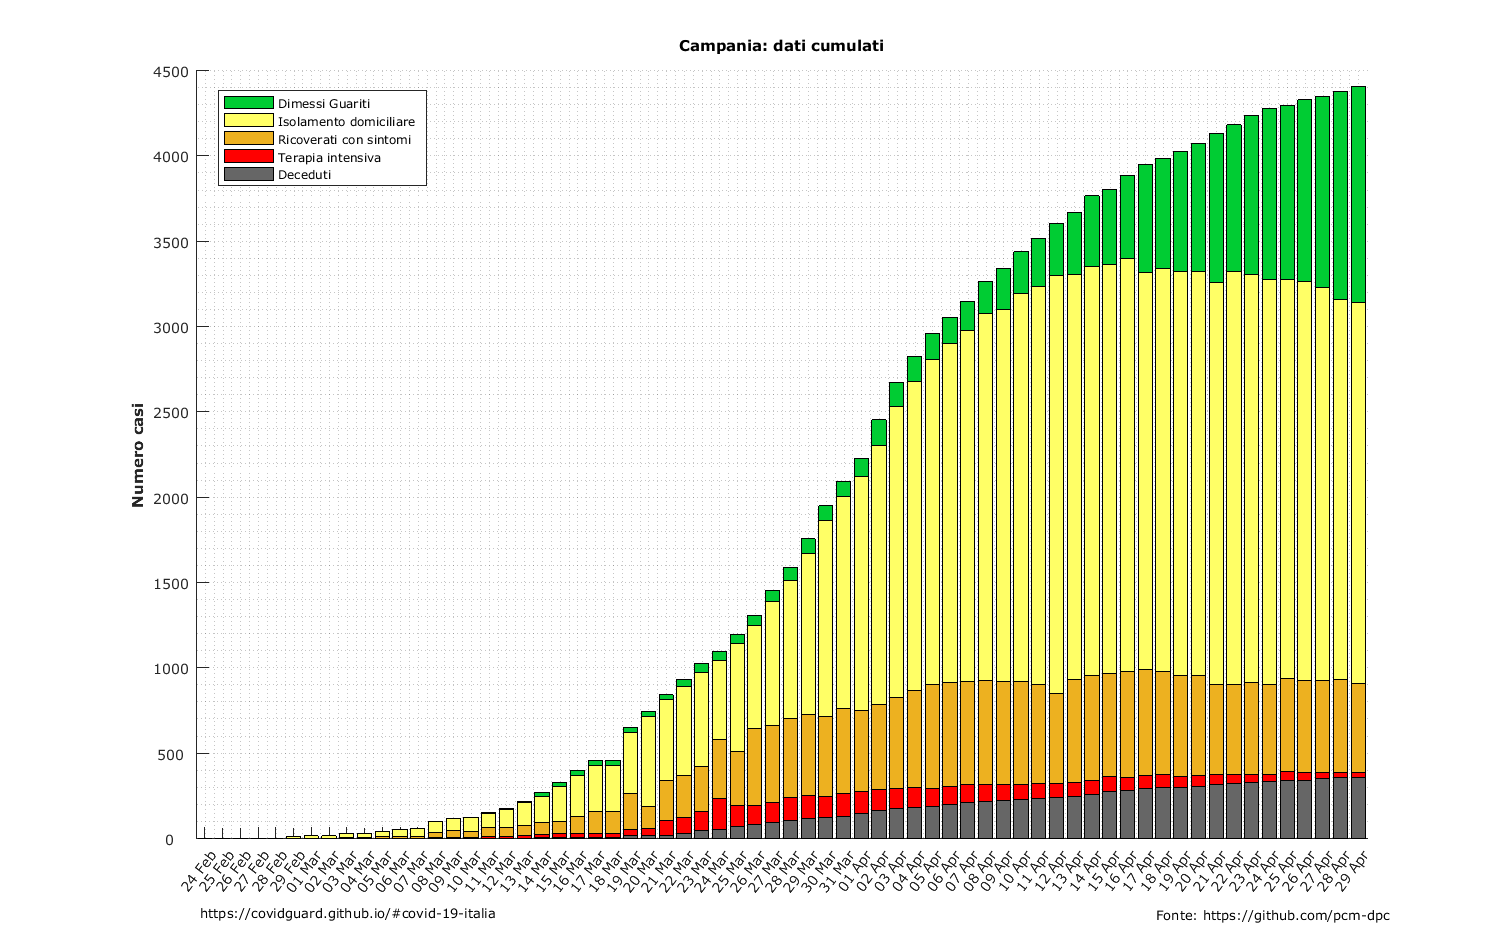 Campania: dati cumulati
4500
4000
3500
3000
2500
2000
1500
1000
500
0
Numero casi
Dimessi Guariti
Isolamento domiciliare
Ricoverati con sintomi
Terapia intensiva
Deceduti
24 Feb
25 Feb
26 Feb
27 Feb
28 Feb
29 Feb
01 Mar
02 Mar
03 Mar
04 Mar
05 Mar
06 Mar
07 Mar
08 Mar
09 Mar
10 Mar
11 Mar
12 Mar
13 Mar
14 Mar
15 Mar
16 Mar
17 Mar
18 Mar
19 Mar
20 Mar
21 Mar
22 Mar
23 Mar
24 Mar
25 Mar
26 Mar
27 Mar
28 Mar
29 Mar
30 Mar
31 Mar
01 Apr
02 Apr
03 Apr
04 Apr
05 Apr
06 Apr
07 Apr
08 Apr
09 Apr
10 Apr
11 Apr
12 Apr
13 Apr
14 Apr
15 Apr
16 Apr
17 Apr
18 Apr
19 Apr
20 Apr
21 Apr
22 Apr
23 Apr
24 Apr
25 Apr
26 Apr
27 Apr
28 Apr
29 Apr
https://covidguard.github.io/#covid-19-italia
Fonte: https://github.com/pcm-dpc